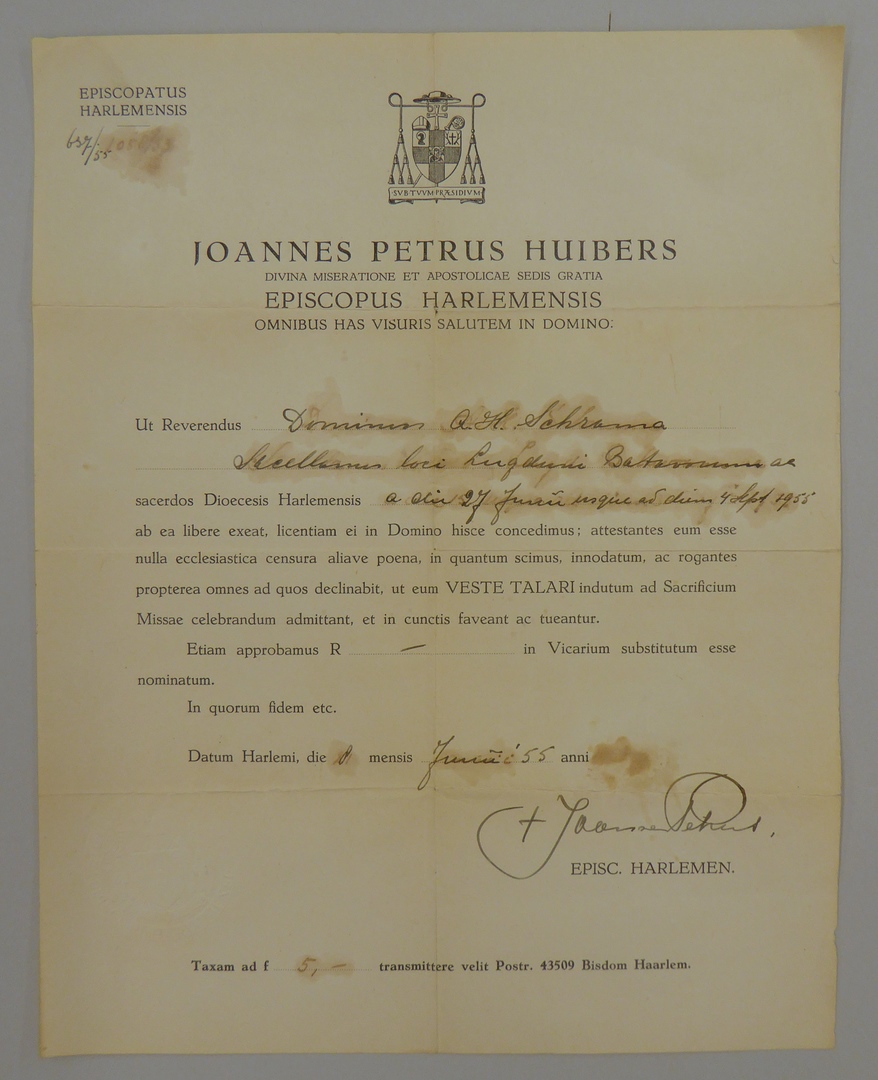 EPISCOPATUS
HARLEMENSIS
637/55
SVB TVVM PRÆSIDIVM
JOANNES PETRUS HUIBERS
DIVINA MISERATIONE ET APOSTOLICAE SEDIS GRATIA
EPISCOPUS HARLEMENSIS
OMNIBUS HAS VISURIS SALUTEM IN DOMINO:
Ut Reverendus Dominus A.H. Schrama
Sacellanus loci Lugduni Batavorum ac
sacerdos Dioecesis Harlemensis a die 27 Junii usque ad diem 4 Sept 1955
ab ea libere exeat, licentiam ei in Domino hisce concedimus; attestantes eum esse
nulla ecclesiastica censura aliave poena, in quantum scimus, innodatum, ac rogantes
propterea omnes ad quos declinabit, ut eum VESTE TALARI indutum ad Sacrificium
Missae celebrandum admittant, et in cunctis faveant ac tueantur.
Etiam approbamus R — in Vicarium substitutum esse
nominatum.
In quorum fidem etc.
Datum Harlemi, die 8 mensis Junii '55 anni
+ Joannes Petrus.
EPISC. HARLEMEN.
Taxam ad f 5,— transmittere velit Postr. 43509 Bisdom Haarlem.